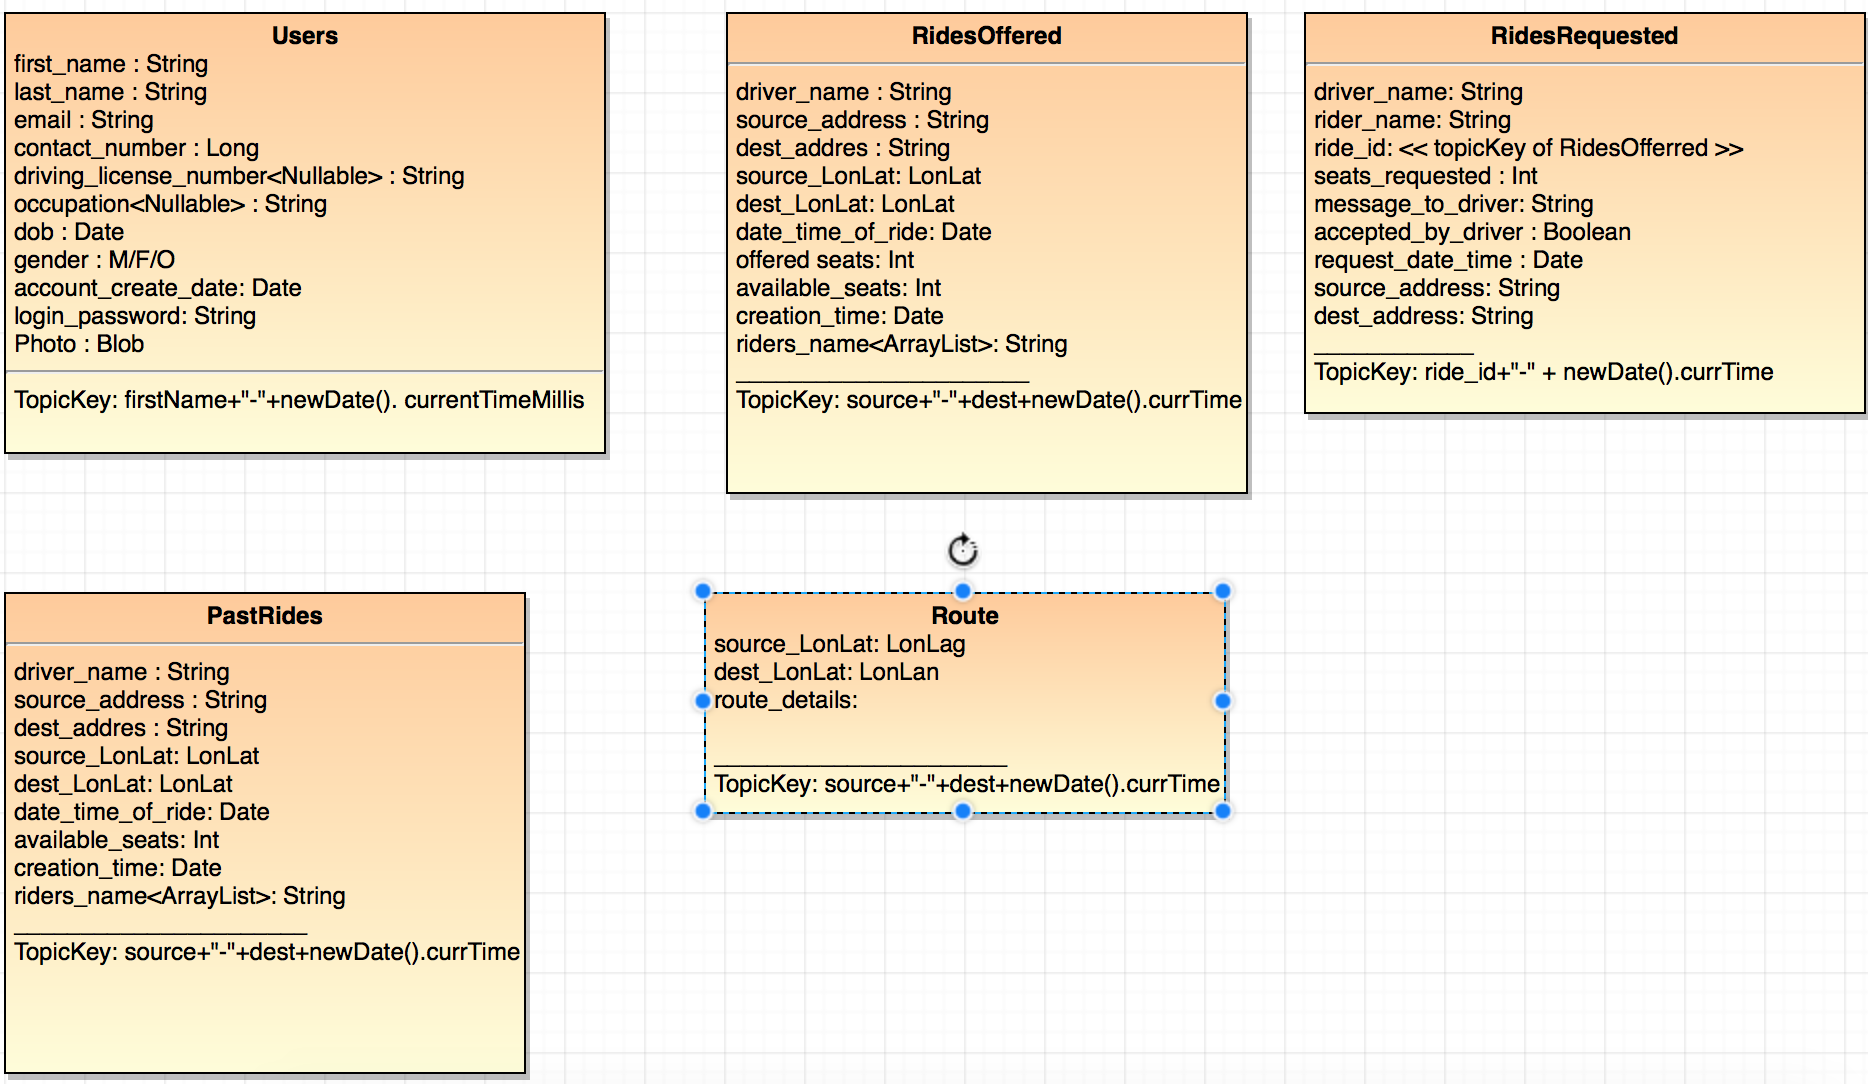 Users
first_name : String
last_name : String
email : String
contact_number : Long
driving_license_number<Nullable> : String
occupation<Nullable> : String
dob : Date
gender : M/F/O
account_create_date: Date
login_password: String
Photo : Blob
TopicKey: firstName+"-"+newDate(). currentTimeMillis
RidesOffered
driver_name : String
source_address : String
dest_addres : String
source_LonLat: LonLat
dest_LonLat: LonLat
date_time_of_ride: Date
offered seats: Int
available_seats: Int
creation_time: Date
riders_name<ArrayList>: String
TopicKey: source+"-"+dest+newDate().currTime
RidesRequested
driver_name: String
rider_name: String
ride_id: << topicKey of RidesOfferred >>
seats_requested : Int
message_to_driver: String
accepted_by_driver : Boolean
request_date_time : Date
source_address: String
dest_address: String
TopicKey: ride_id+"-" + newDate().currTime
PastRides
driver_name : String
source_address : String
dest_addres : String
source_LonLat: LonLat
dest_LonLat: LonLat
date_time_of_ride: Date
available_seats: Int
creation_time: Date
riders_name<ArrayList>: String
TopicKey: source+"-"+dest+newDate().currTime
Route
source_LonLat: LonLag
dest_LonLat: LonLan
route_details:
TopicKey: source+"-"+dest+newDate().currTime